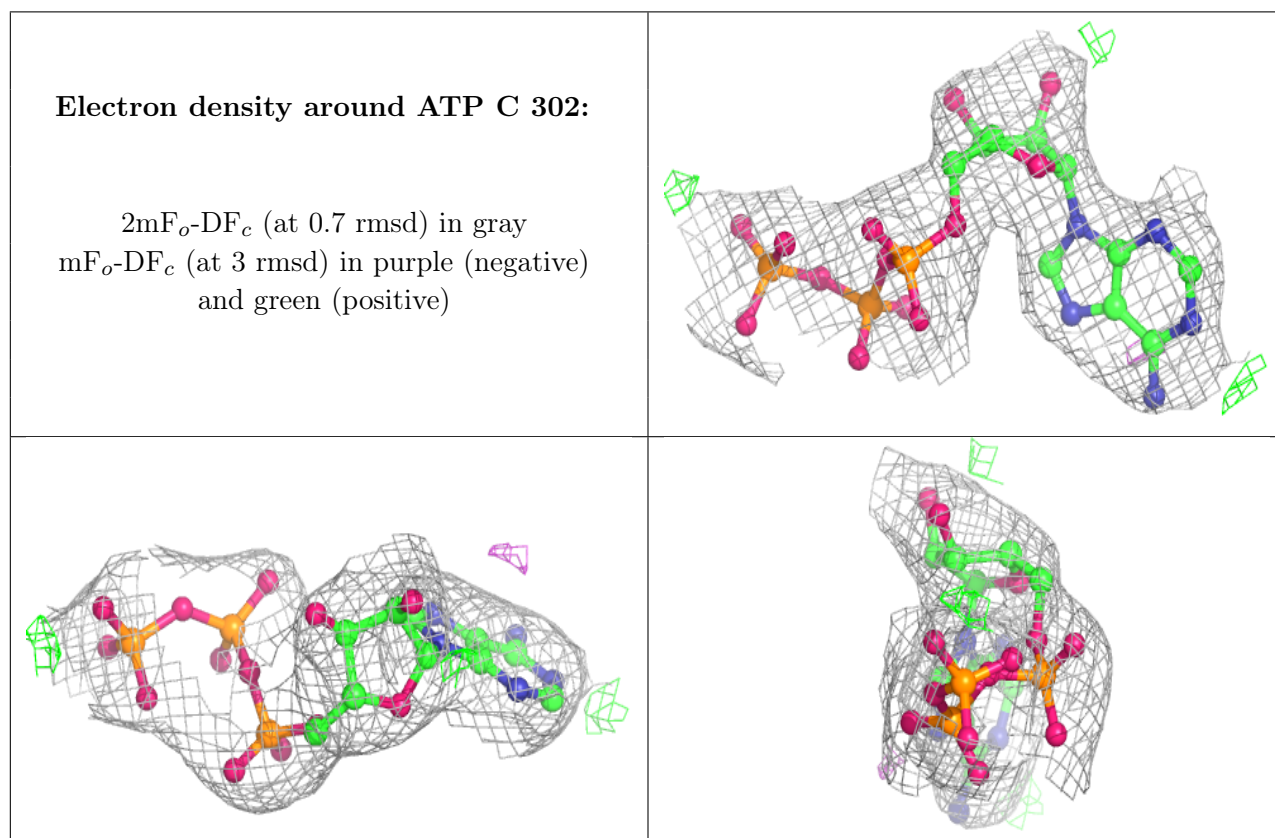 Electron density around ATP C 302:
2mFo-DFc (at 0.7 rmsd) in gray
mFo-DFc (at 3 rmsd) in purple (negative)
and green (positive)